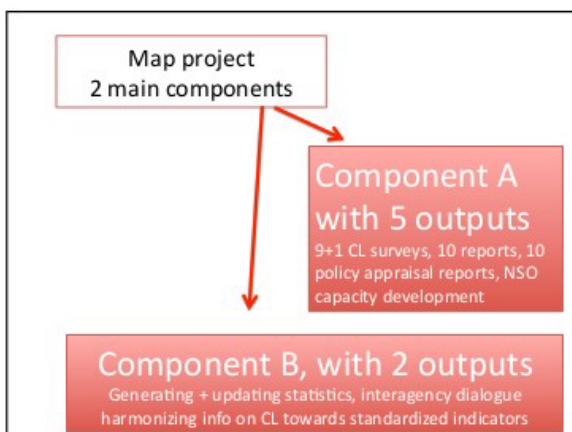 Map project
2 main components
Component A
with 5 outputs
9+1 CL surveys, 10 reports, 10
policy appraisal reports, NSO
capacity development
Component B, with 2 outputs
Generating + updating statistics, interagency dialogue
harmonizing info on CL towards standardized indicators